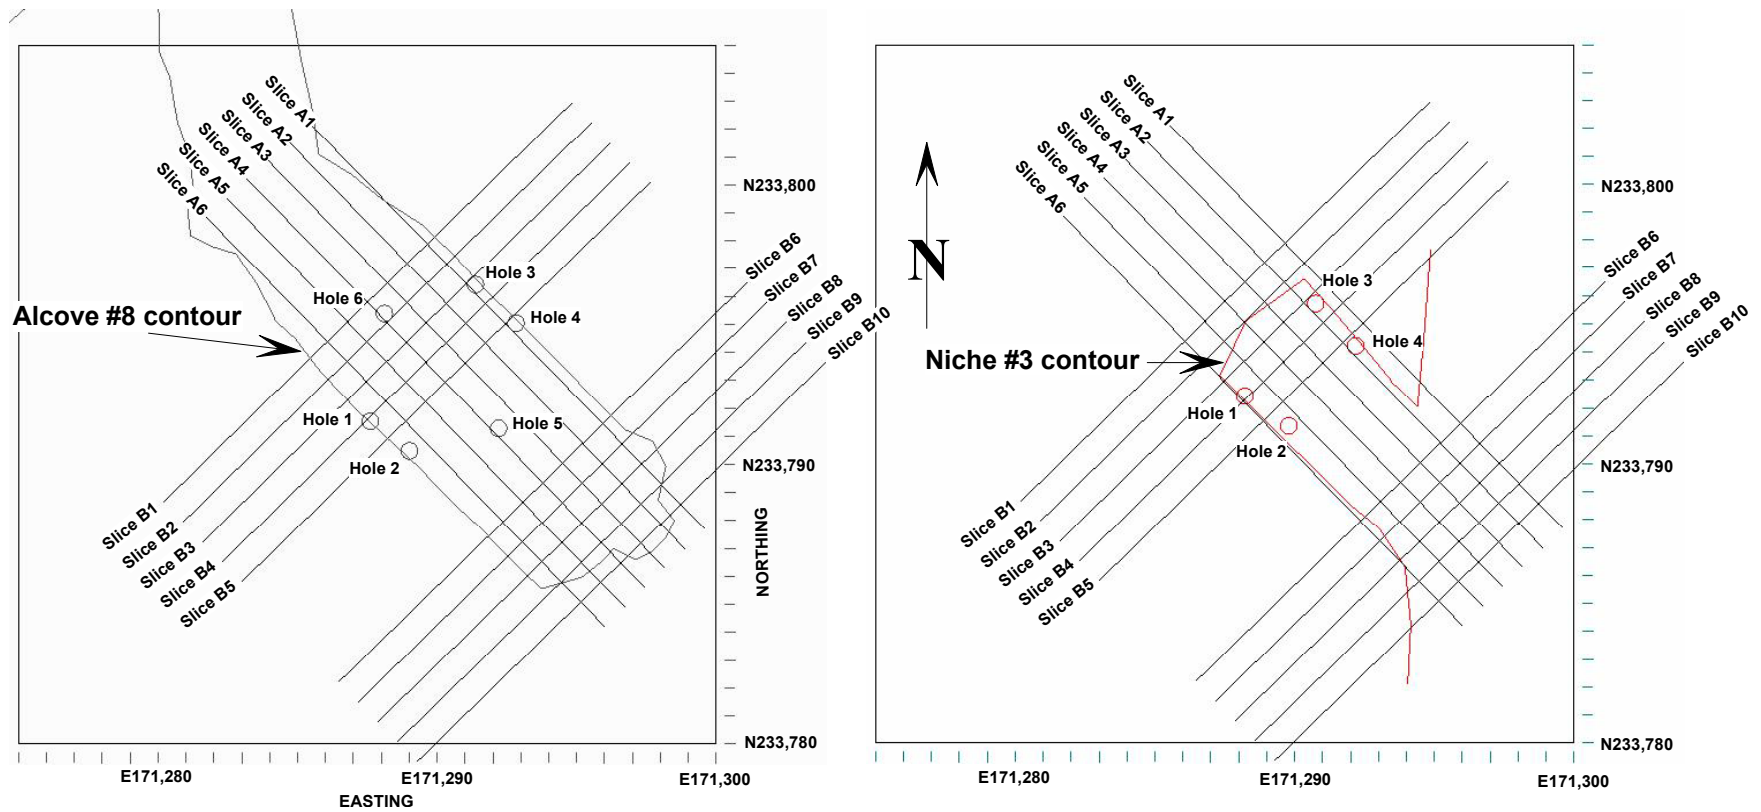 Slice A1
Slice A2
Slice A3
Slice A4
Slice A5
Slice A6
N233,800
Slice B6
Slice B7
Slice B8
Slice B9
Slice B10
Hole 3
Hole 6
Hole 4
Alcove #8 contour
Hole 1
Hole 5
Hole 2
N233,790
Slice B1
Slice B2
Slice B3
Slice B4
Slice B5
NORTHING
N233,780
E171,280
E171,290
E171,300
EASTING
Slice A1
Slice A2
Slice A3
Slice A4
Slice A5
Slice A6
N233,800
N
Slice B6
Slice B7
Slice B8
Slice B9
Slice B10
Hole 3
Hole 4
Niche #3 contour
Hole 1
Hole 2
N233,790
Slice B1
Slice B2
Slice B3
Slice B4
Slice B5
N233,780
E171,280
E171,290
E171,300